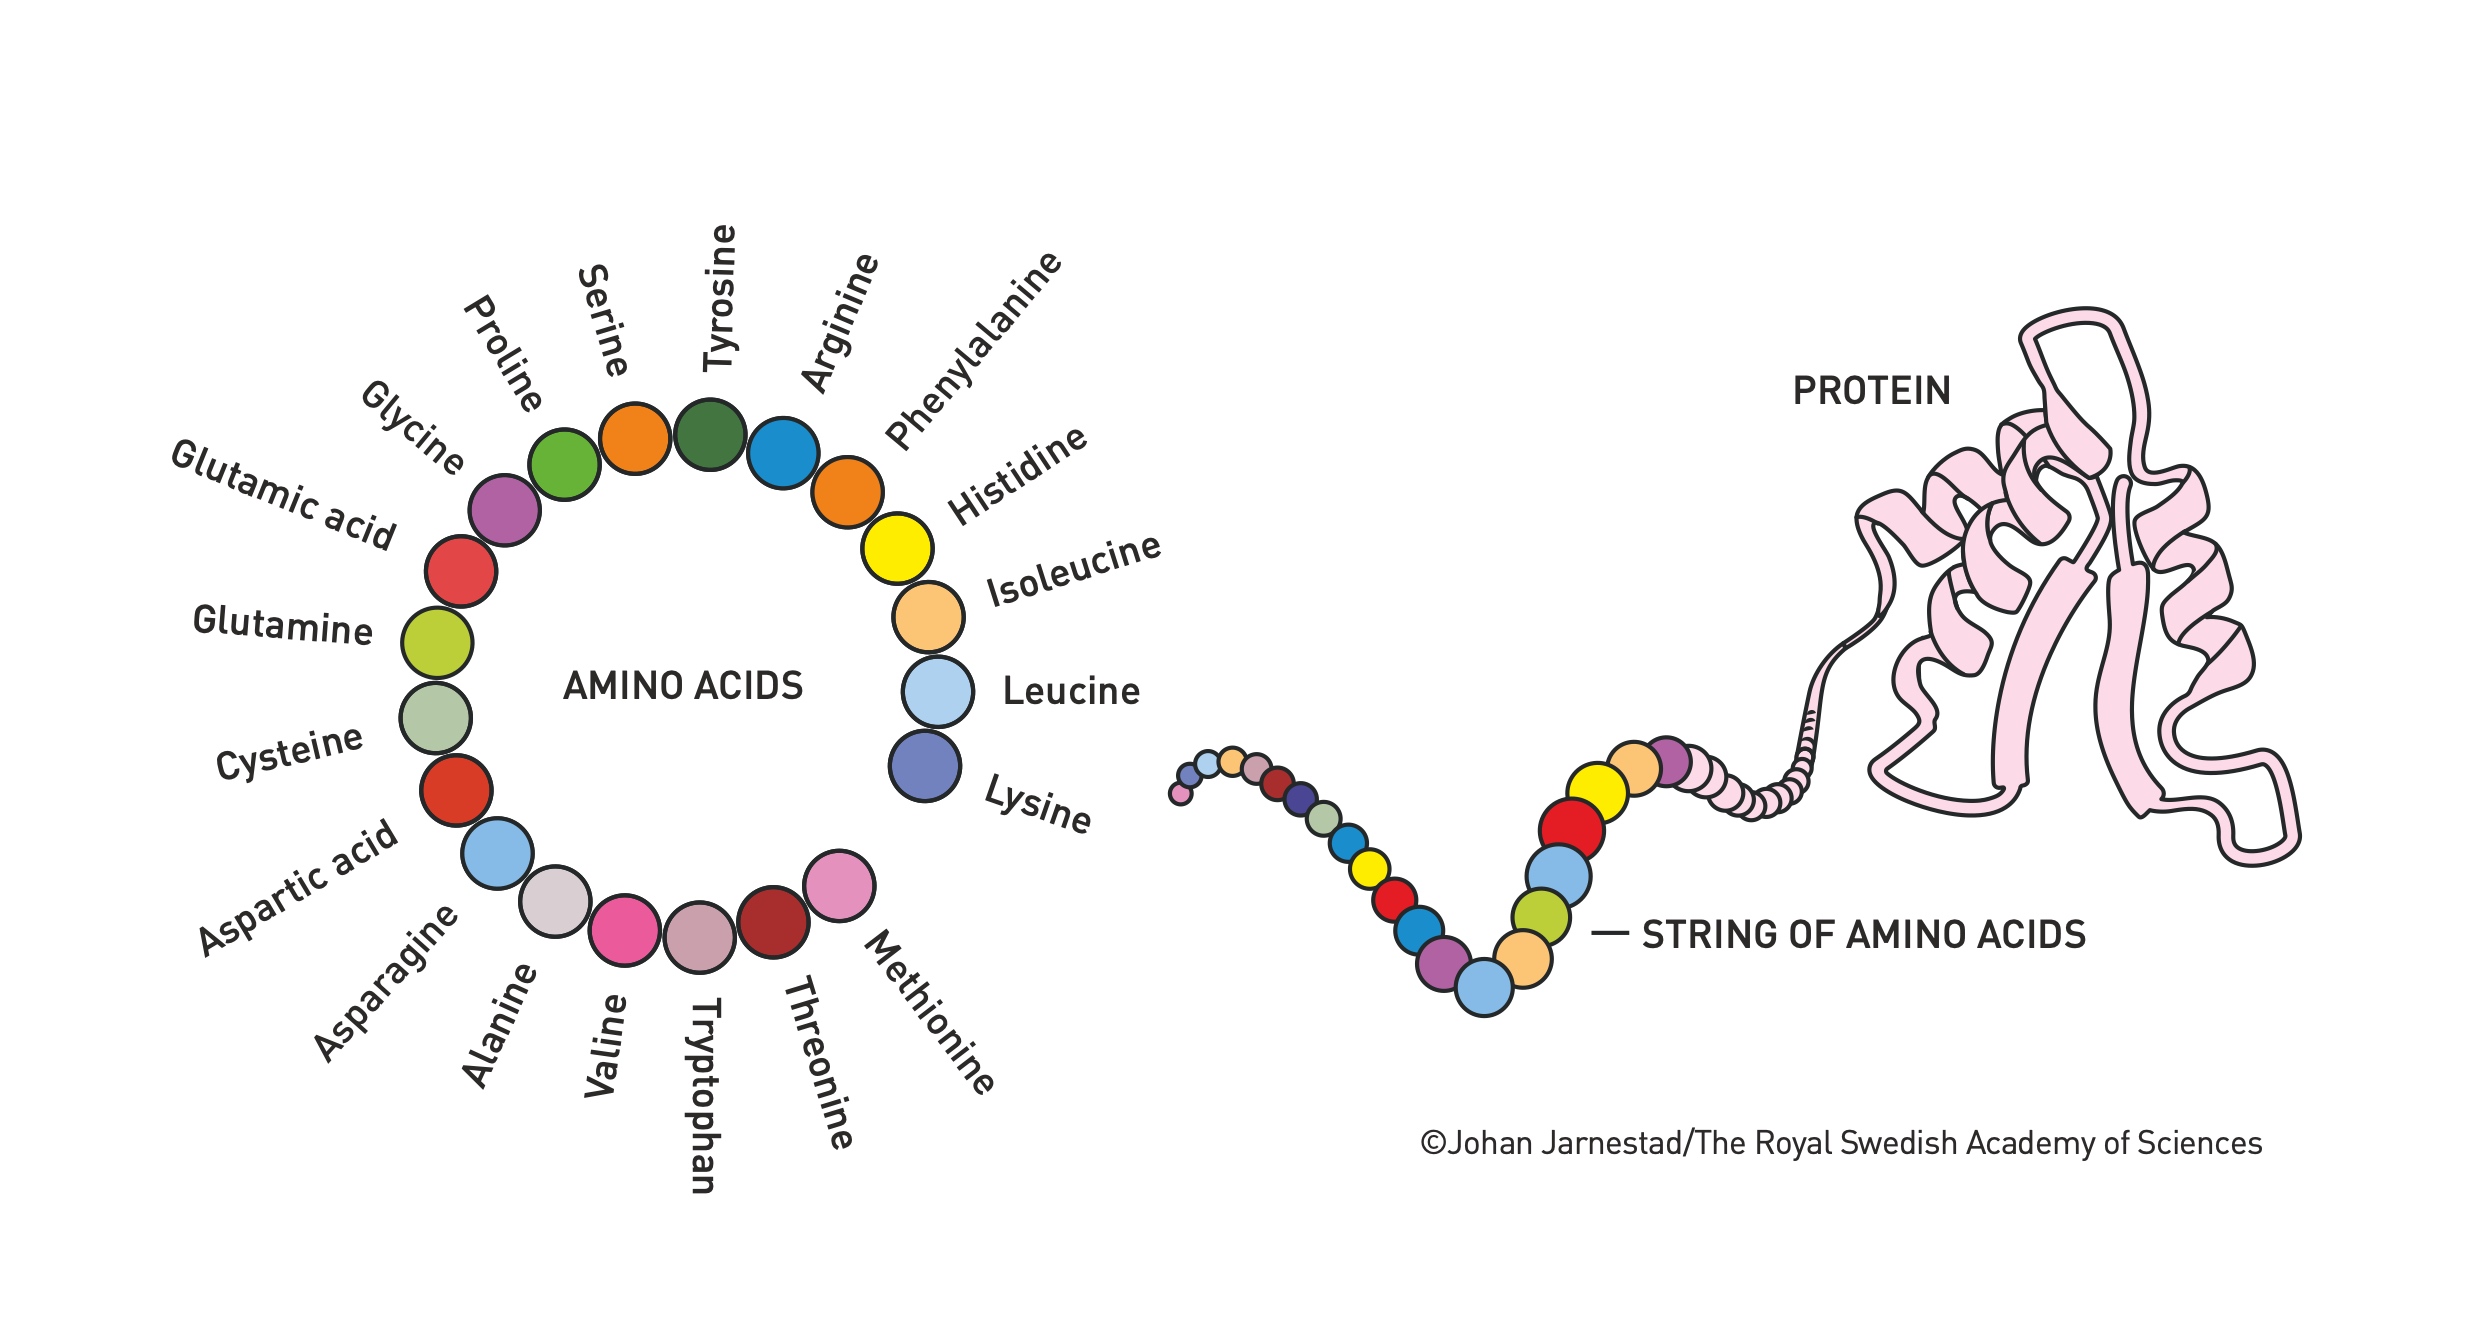 Tyrosine
Arginine
Phenylalanine
Histidine
Isoleucine
Leucine
Lysine
Methionine
Threonine
Tryptophan
Valine
Alanine
Asparagine
Aspartic acid
Cysteine
Glutamine
Glutamic acid
Glycine
Proline
Serine
AMINO ACIDS
PROTEIN
STRING OF AMINO ACIDS
©Johan Jarnestad/The Royal Swedish Academy of Sciences